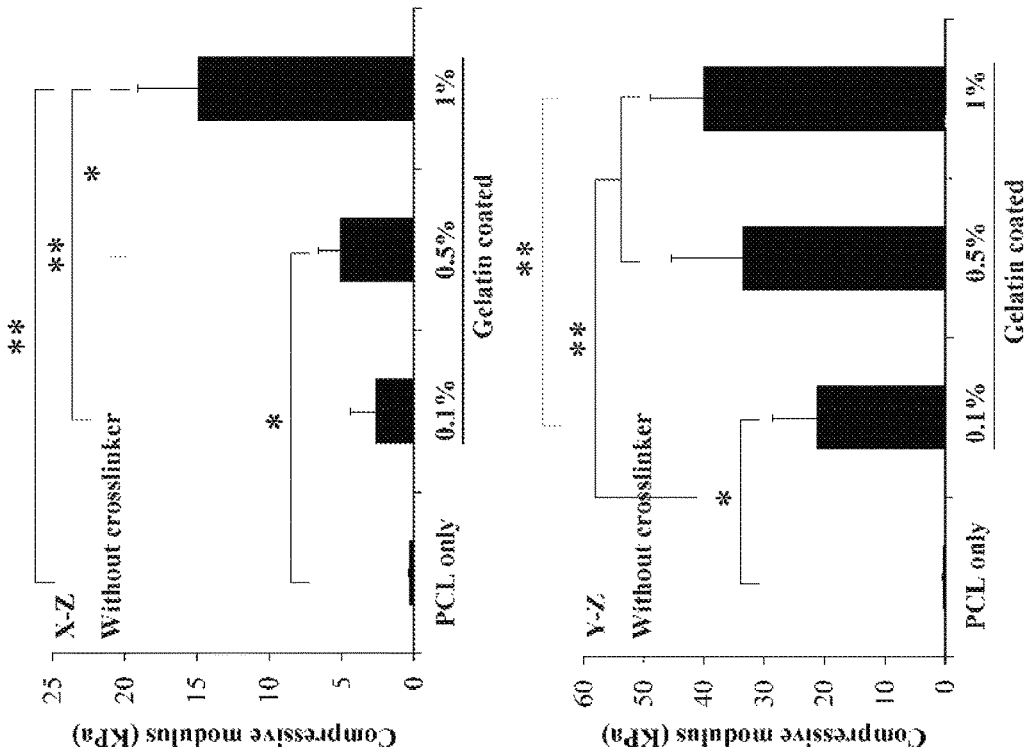 Compressive modulus (KPa)
25
20
15
10
5
0
X-Z
Without crosslinker
**
**
*
*
PCL only
0.1%
0.5%
1%
Gelatin coated
Compressive modulus (KPa)
60
50
40
30
20
10
0
Y-Z
Without crosslinker
**
**
*
PCL only
0.1%
0.5%
1%
Gelatin coated